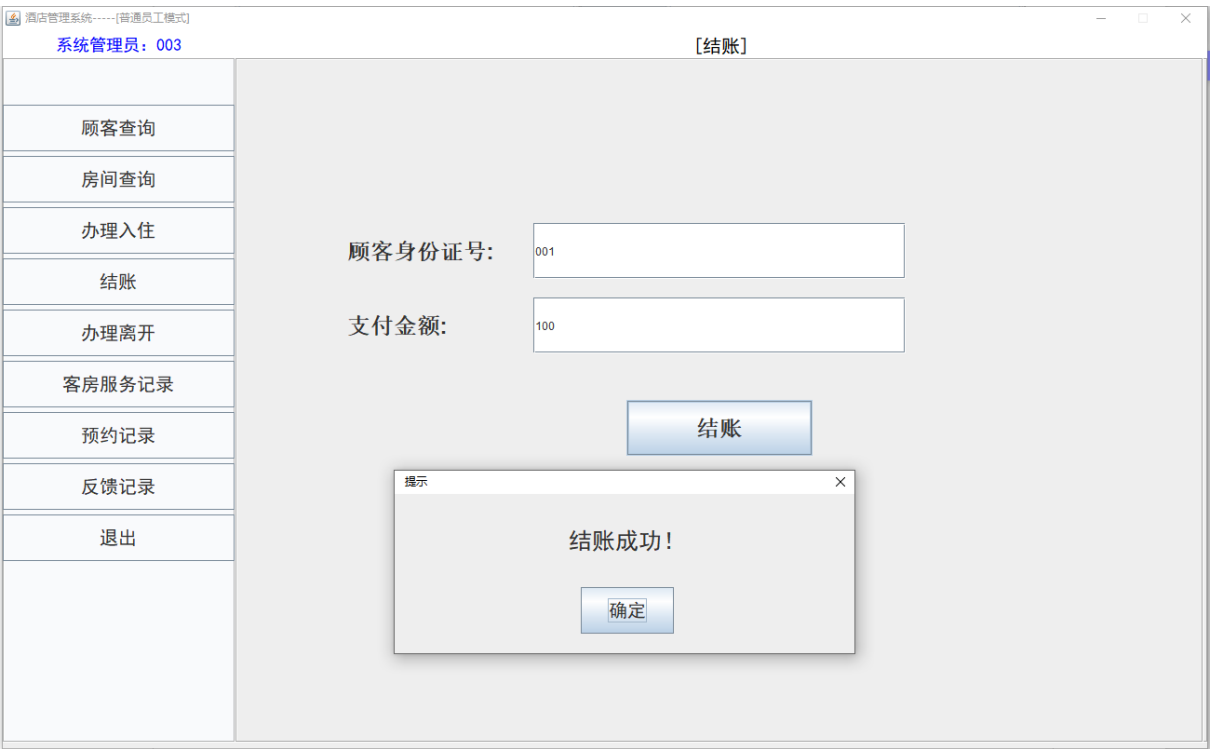 酒店管理系统-----[普通员工模式]
系统管理员：003
[结账]
顾客查询
房间查询
办理入住
结账
办理离开
客房服务记录
预约记录
反馈记录
退出
顾客身份证号:
001
支付金额:
100
结账
提示
结账成功！
确定